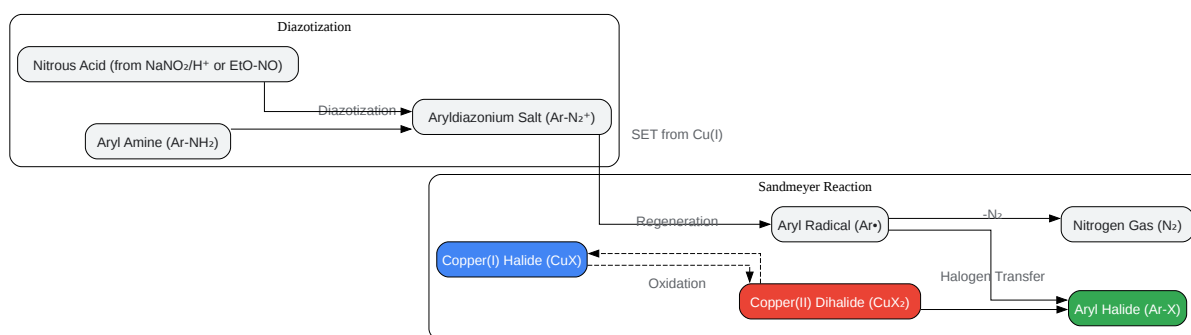 Diazotization
Nitrous Acid (from NaNO₂/H⁺ or EtO-NO)
Diazotization
Aryldiazonium Salt (Ar-N₂⁺)
Aryl Amine (Ar-NH₂)
SET from Cu(I)
Sandmeyer Reaction
Regeneration
Aryl Radical (Ar•)
-N₂
Nitrogen Gas (N₂)
Copper(I) Halide (CuX)
Oxidation
Halogen Transfer
Copper(II) Dihalide (CuX₂)
Aryl Halide (Ar-X)